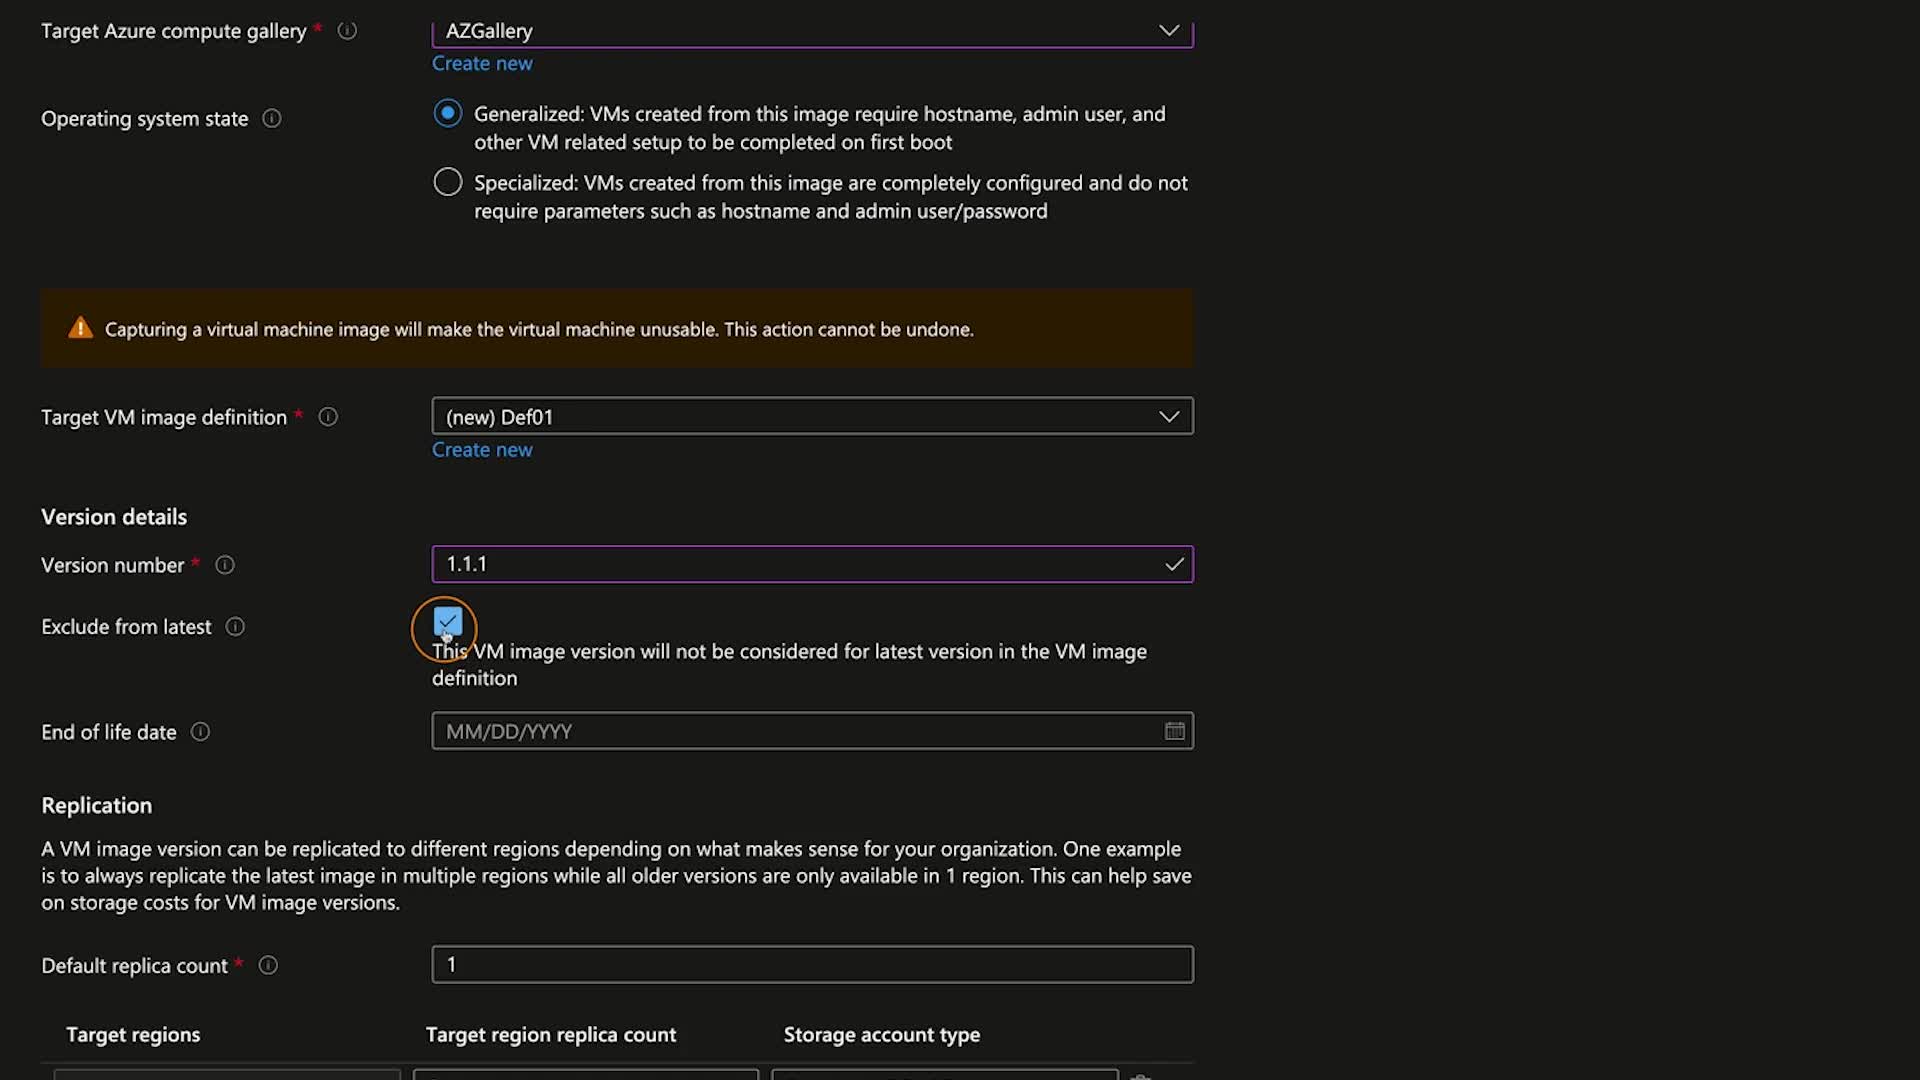 Target Azure compute gallery *
AZGallery
Create new
Operating system state
Generalized: VMs created from this image require hostname, admin user, and
other VM related setup to be completed on first boot
Specialized: VMs created from this image are completely configured and do not
require parameters such as hostname and admin user/password
Capturing a virtual machine image will make the virtual machine unusable. This action cannot be undone.
Target VM image definition *
(new) Def01
Create new
Version details
Version number *
1.1.1
Exclude from latest
This VM image version will not be considered for latest version in the VM image
definition
End of life date
MM/DD/YYYY
Replication
A VM image version can be replicated to different regions depending on what makes sense for your organization. One example
is to always replicate the latest image in multiple regions while all older versions are only available in 1 region. This can help save
on storage costs for VM image versions.
Default replica count *
1
Target regions
Target region replica count
Storage account type